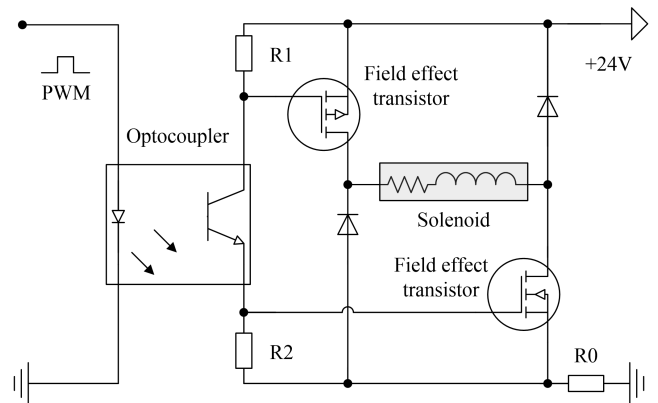 R1
+24V
Field effect
transistor
PWM
Optocoupler
Solenoid
Field effect
transistor
R2
R0